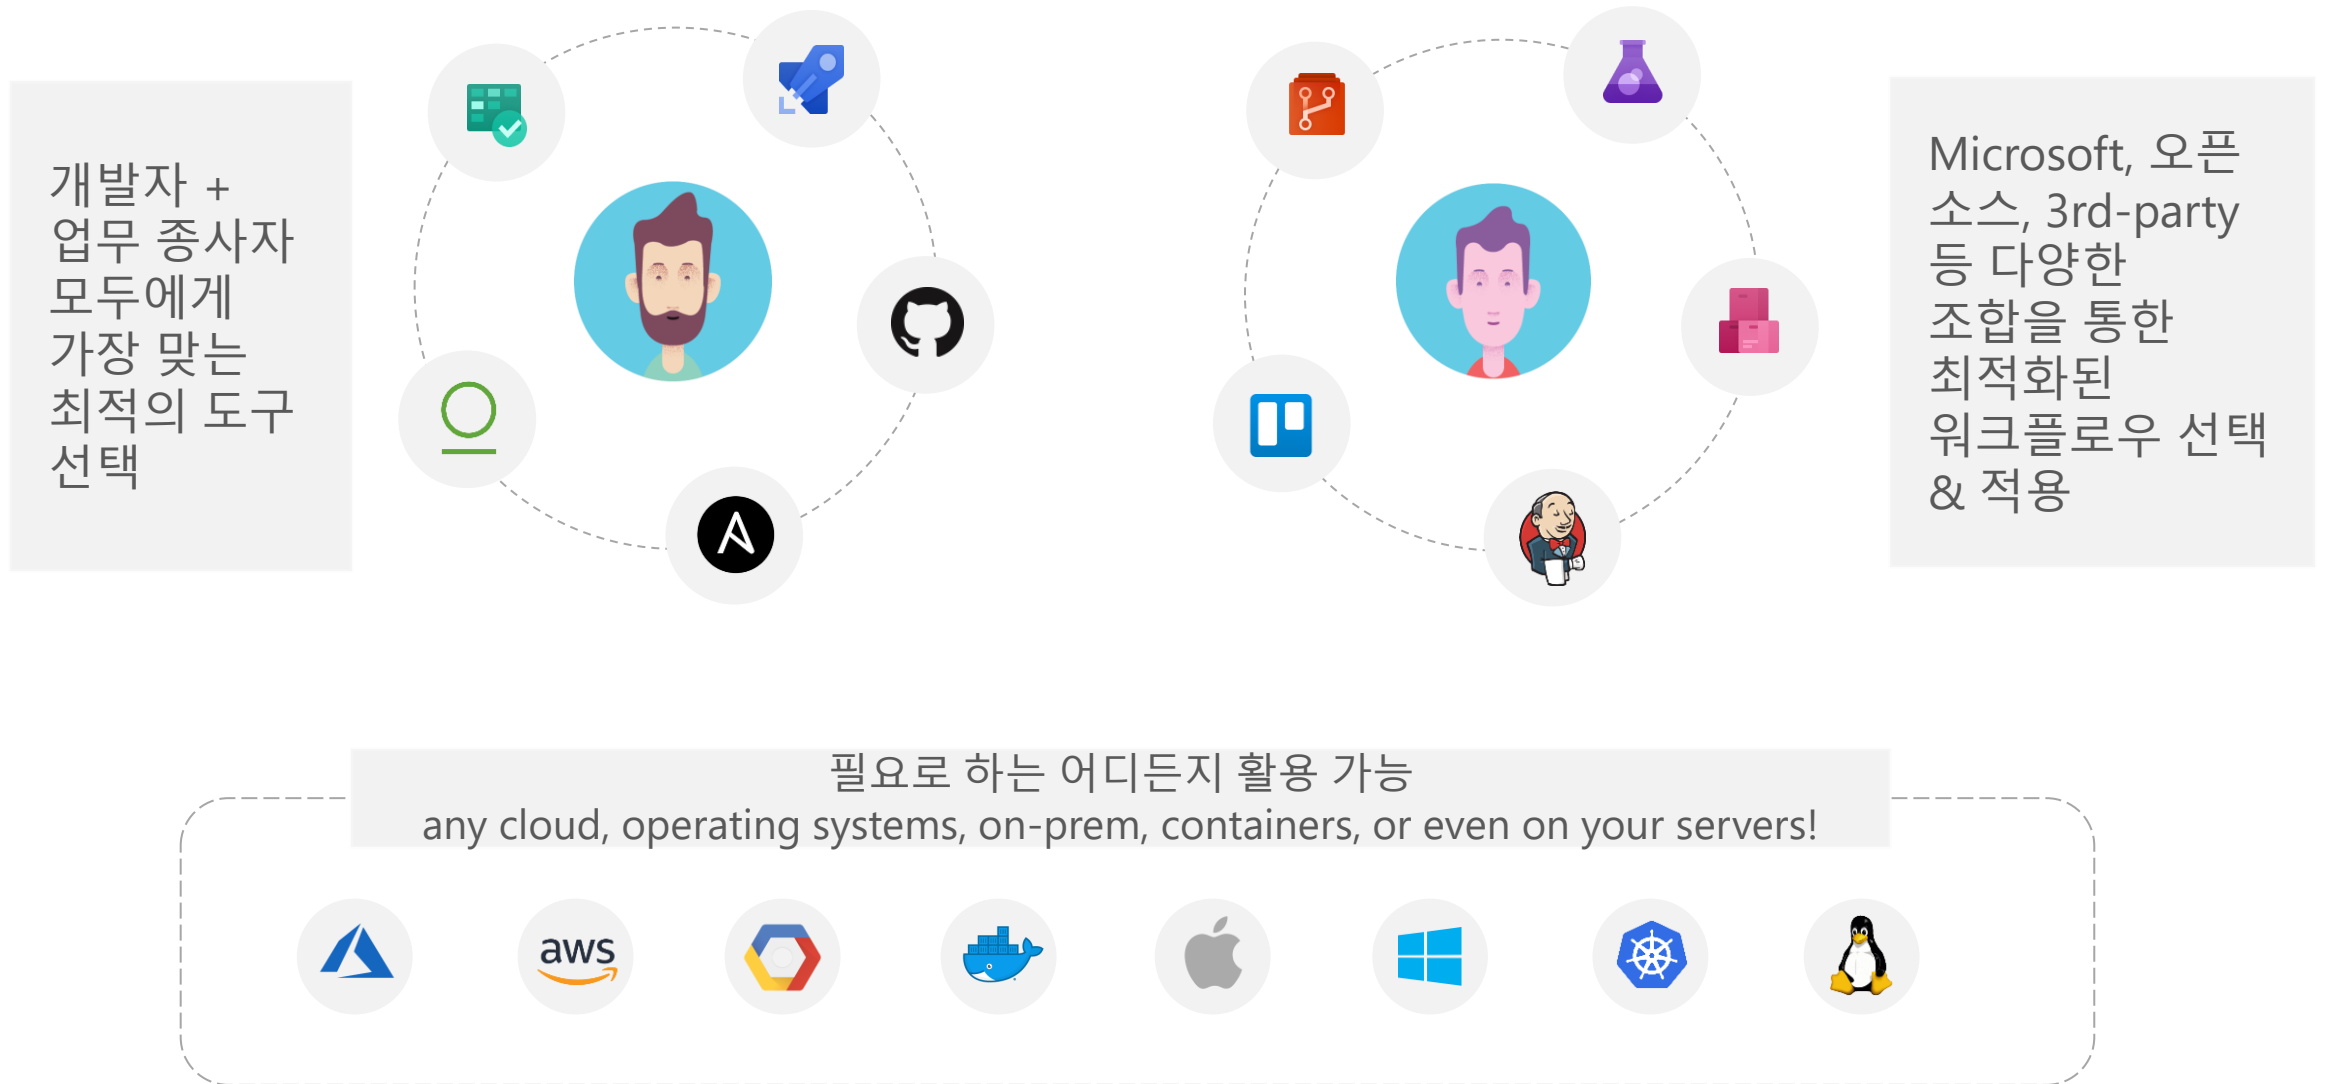 개발자 +
업무 종사자
모두에게
가장 맞는
최적의 도구
선택
Microsoft, 오픈
소스, 3rd-party
등 다양한
조합을 통한
최적화된
워크플로우 선택
& 적용
필요로 하는 어디든지 활용 가능
any cloud, operating systems, on-prem, containers, or even on your servers!
aws